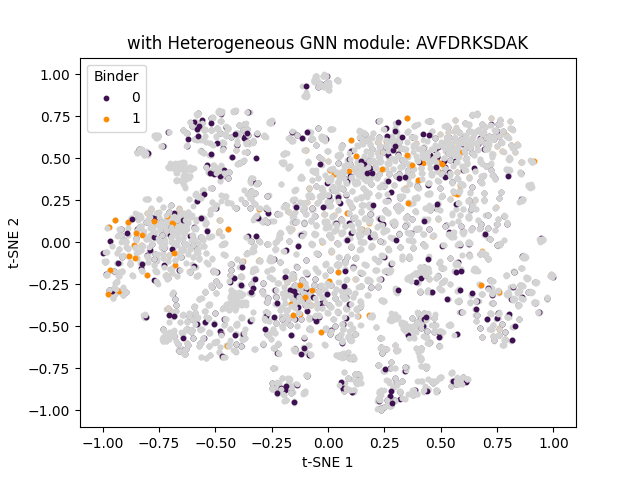 with Heterogeneous GNN module: AVFDRKSDAK
Binder
0
1
1.00
0.75
0.50
0.25
0.00
−0.25
−0.50
−0.75
−1.00
t-SNE 2
−1.00 −0.75 −0.50 −0.25 0.00 0.25 0.50 0.75 1.00
t-SNE 1